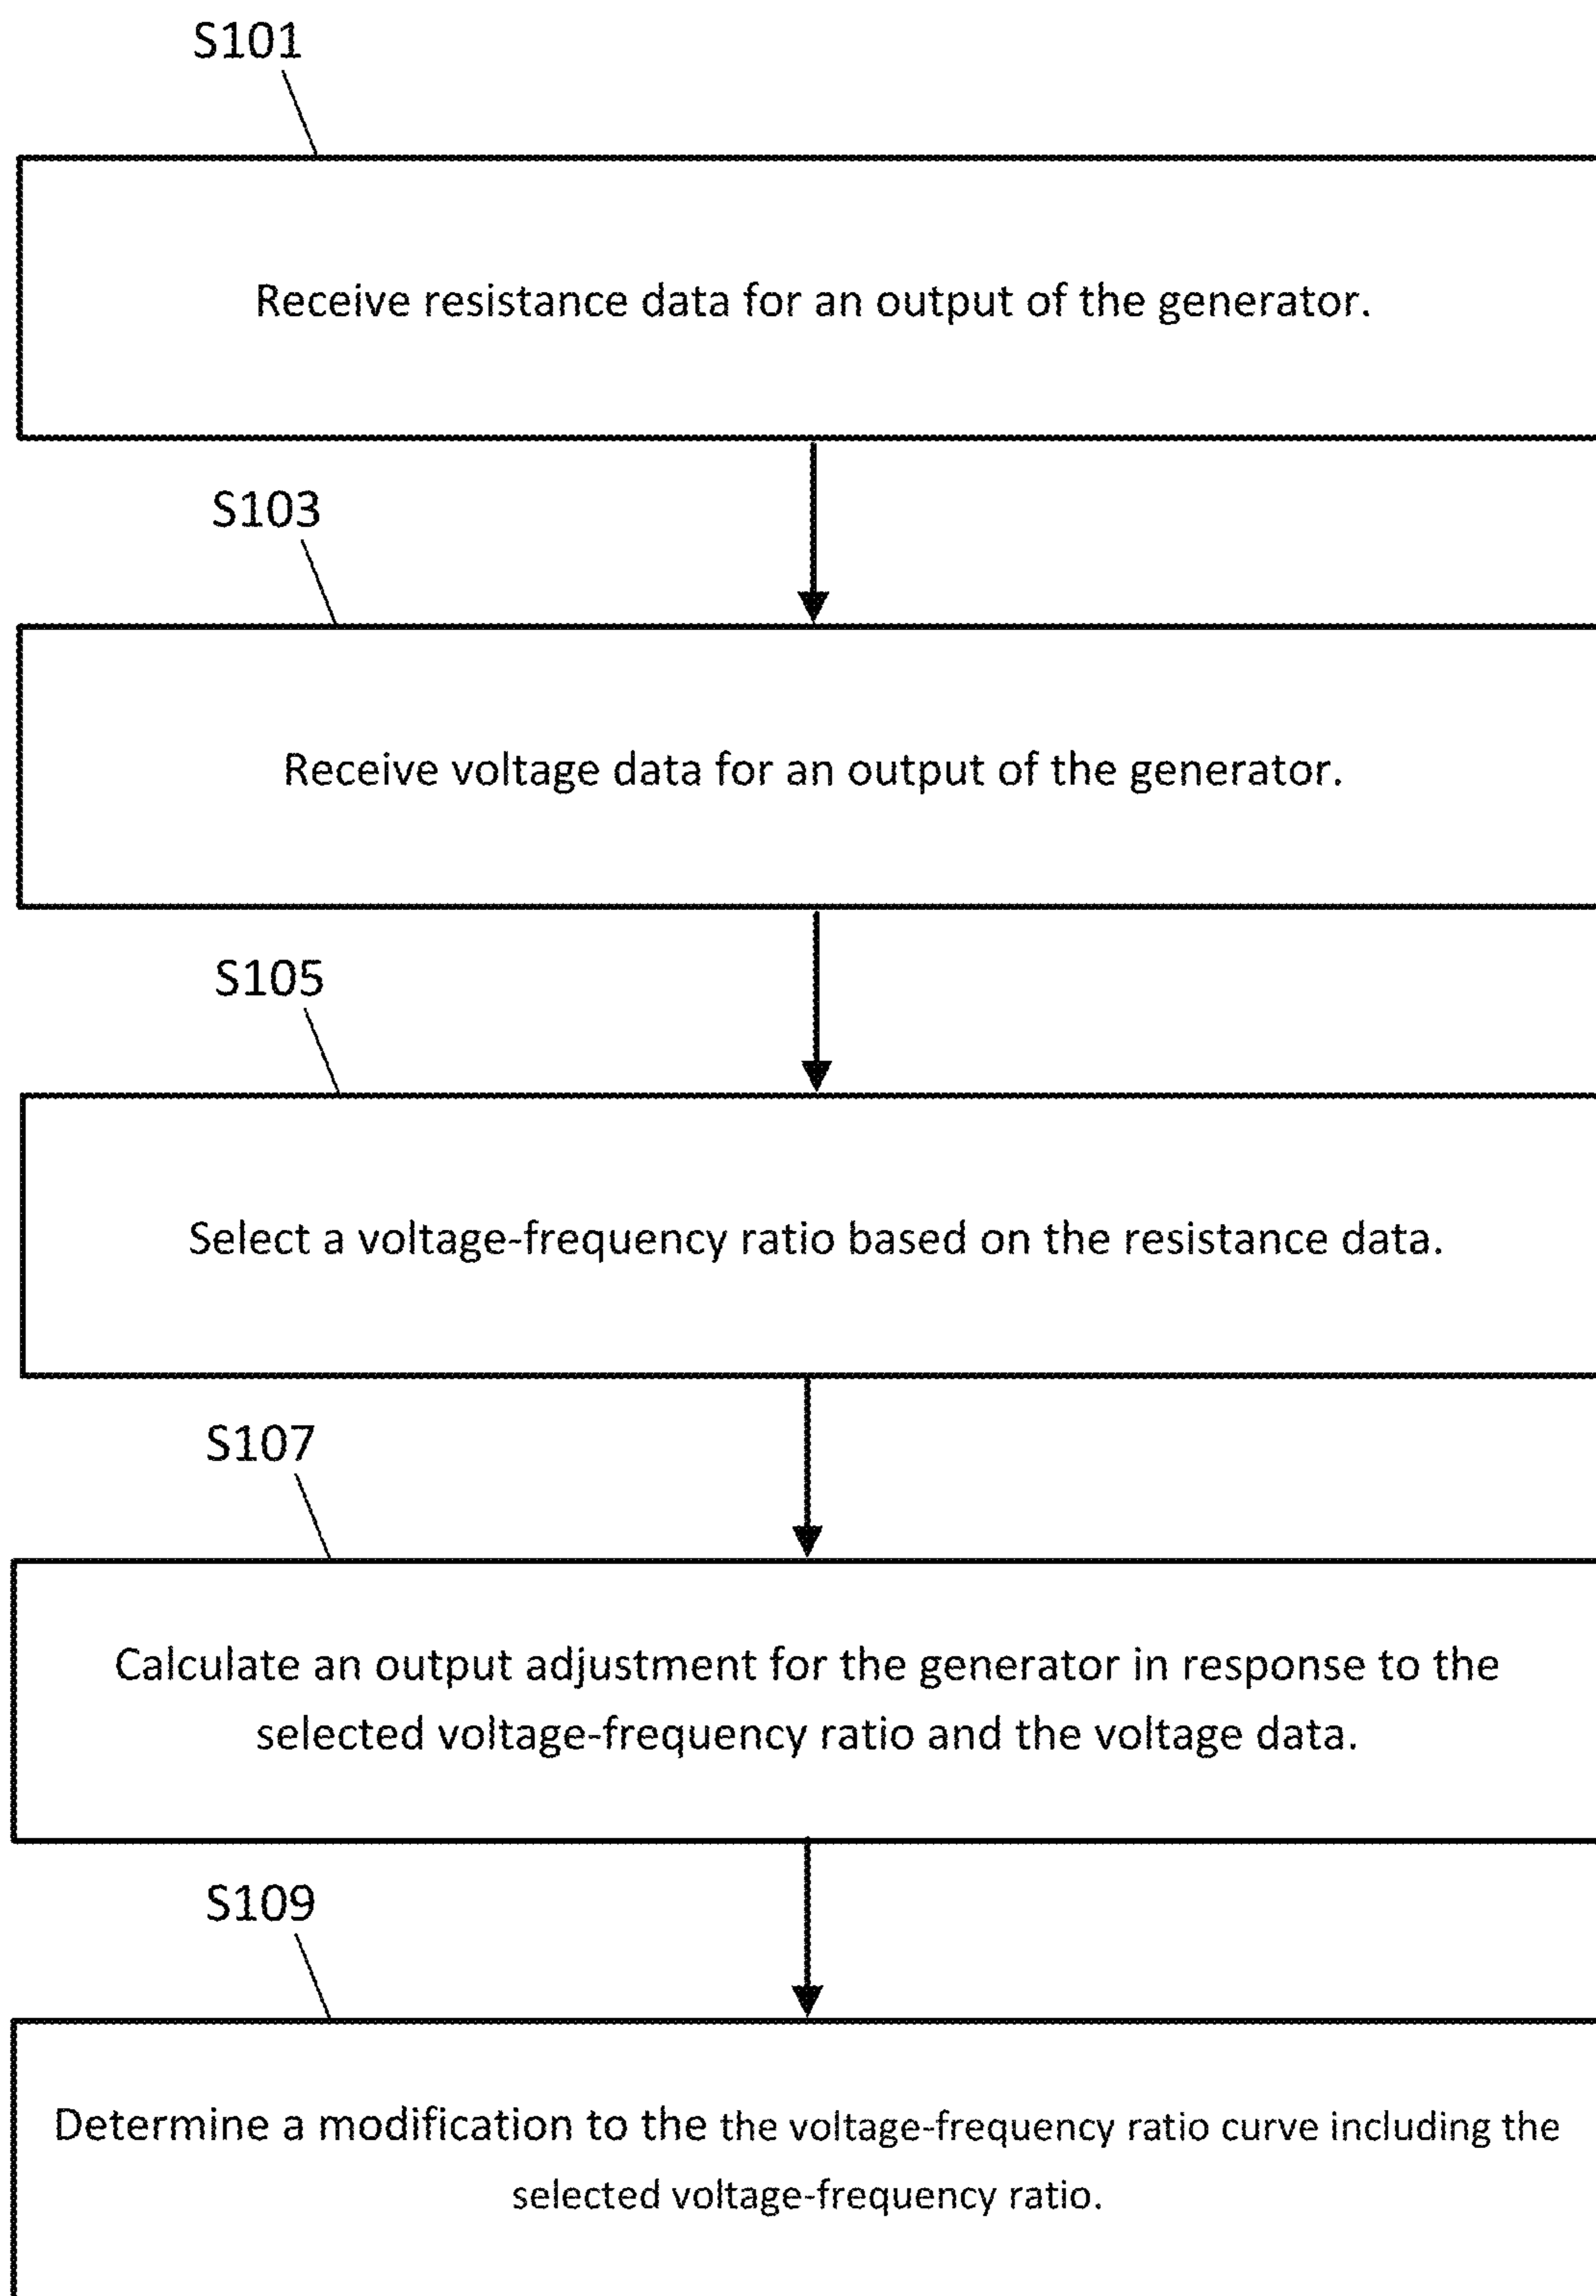 S101
Receive resistance data for an output of the generator.
S103
Receive voltage data for an output of the generator.
S105
Select a voltage-frequency ratio based on the resistance data.
S107
Calculate an output adjustment for the generator in response to the
selected voltage-frequency ratio and the voltage data.
S109
Determine a modification to the the voltage-frequency ratio curve including the
selected voltage-frequency ratio.